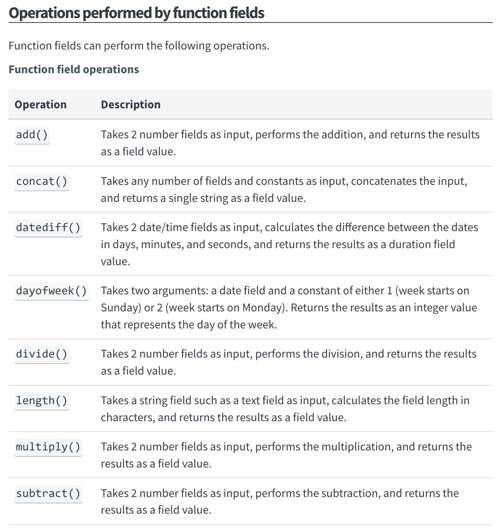 Operations performed by function fields
Function fields can perform the following operations.
Function field operations
Operation Description
add() Takes 2 number fields as input, performs the addition, and returns the results
as a field value.
concat() Takes any number of fields and constants as input, concatenates the input,
and returns a single string as a field value.
datediff() Takes 2 date/time fields as input, calculates the difference between the dates
in days, minutes, and seconds, and returns the results as a duration field
value.
dayofweek() Takes two arguments: a date field and a constant of either 1 (week starts on
Sunday) or 2 (week starts on Monday). Returns the results as an integer value
that represents the day of the week.
divide() Takes 2 number fields as input, performs the division, and returns the results
as a field value.
length() Takes a string field such as a text field as input, calculates the field length in
characters, and returns the results as a field value.
multiply() Takes 2 number fields as input, performs the multiplication, and returns the
results as a field value.
subtract() Takes 2 number fields as input, performs the subtraction, and returns the
results as a field value.